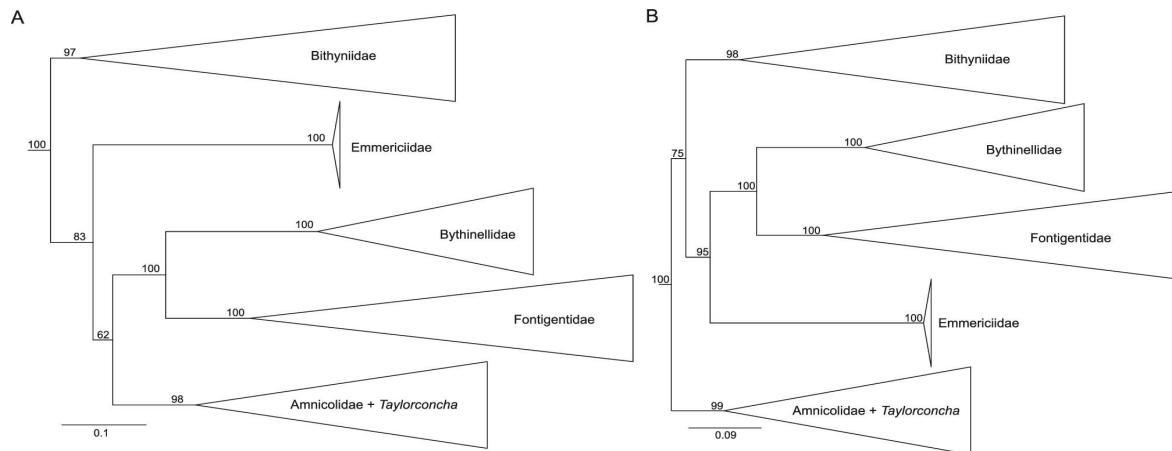 A
97
Bithyniidae
100
100
Emmericiidae
83
100
Bythinellidae
100
100
Fontigentidae
62
98
Amnicolidae + Taylorconcha
0.1
B
98
Bithyniidae
75
100
Bythinellidae
100
100
Fontigentidae
95
100
100
Emmericiidae
99
Amnicolidae + Taylorconcha
0.09